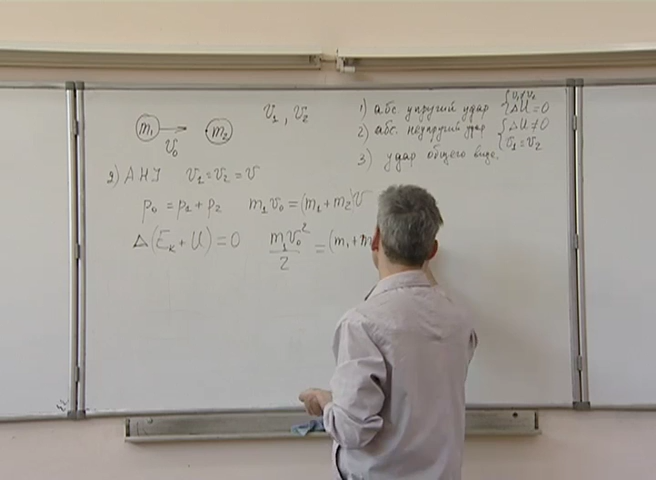 m₁ v₀ m₂
v₁, v₂
1) абс упругий удар { v₁≠v₂ ΔU=0
2) абс. неупругий удар { ΔU≠0 v₁=v₂
3) удар общего вида.
2) АНУ v₁=v₂=v
p₀ = p₁ + p₂ m₁v₀ = (m₁+m₂)v
Δ(Eₖ + U) = 0 m₁v₀²/2 = (m₁+m